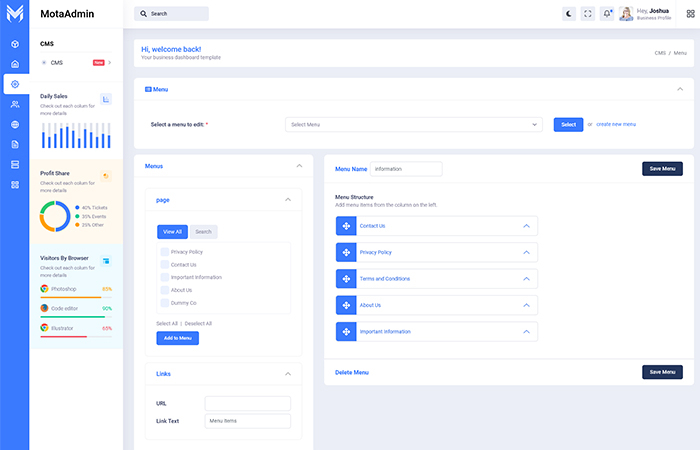 MotaAdmin
Search
Hey, Joshua
Business Profile
CMS
CMS
New
Daily Sales
Check out each colum for
more details
Profit Share
Check out each colum for
more details
40% Tickets
35% Events
25% Other
Visitors By Browser
Check out each colum for
more details
Photoshop 85%
Code editor 90%
Illustrator 65%
Hi, welcome back!
Your business dashboard template
CMS / Menu
Menu
Select a menu to edit: *
Select Menu
Select
or create new menu
Menus
page
View All
Search
Privacy Policy
Contact Us
Important Information
About Us
Dummy Co
Select All | Deselect All
Add to Menu
Links
URL
Link Text
Menu Items
Menu Name
information
Save Menu
Menu Structure
Add menu items from the column on the left.
Contact Us
Privacy Policy
Terms and Conditions
About Us
Important Information
Delete Menu
Save Menu